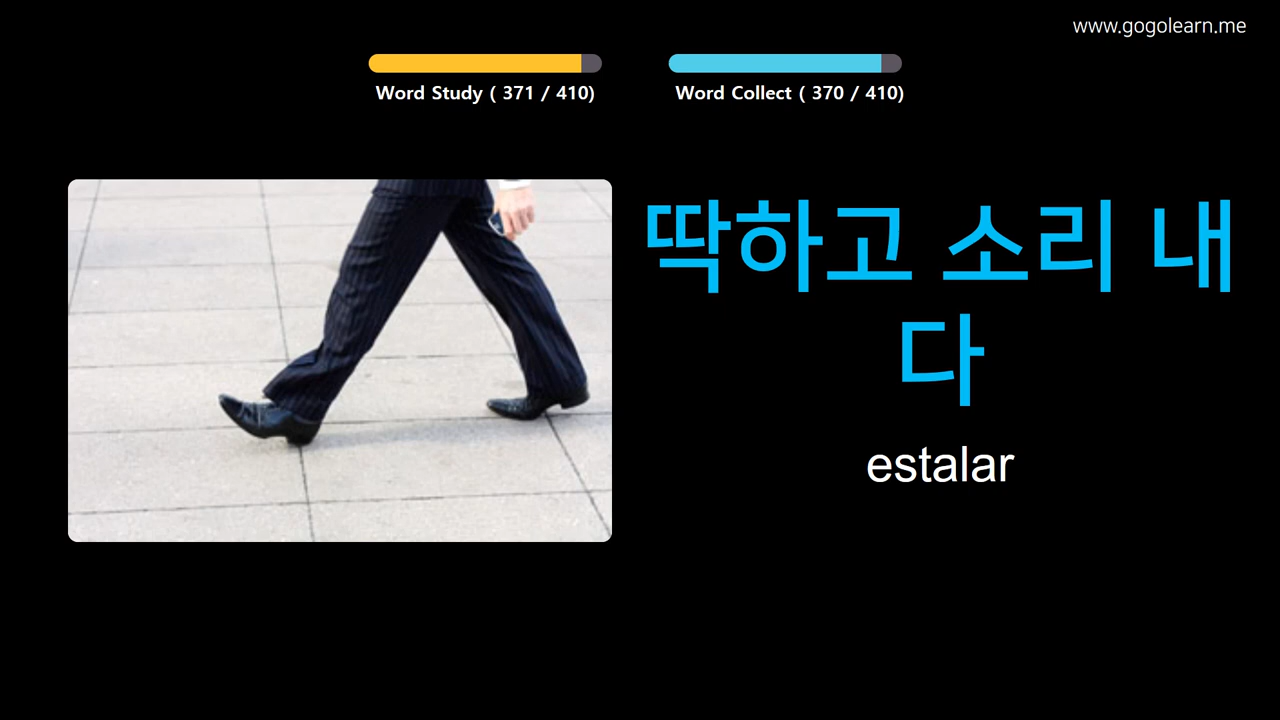 www.gogolearn.me
Word Study ( 371 / 410)
Word Collect ( 370 / 410)
딱하고 소리 내
다
estalar